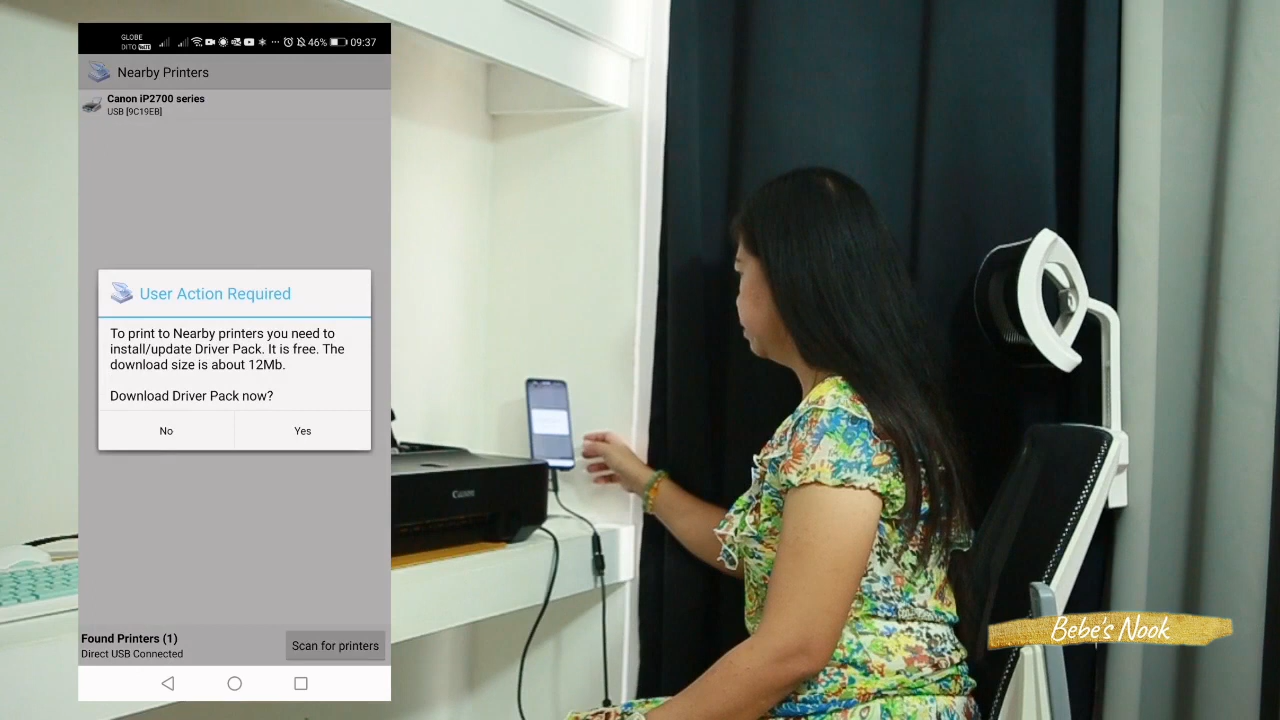 GLOBE
DITO VoLTE
46% 09:37
Nearby Printers
Canon iP2700 series
USB [9C19EB]
User Action Required
To print to Nearby printers you need to
install/update Driver Pack. It is free. The
download size is about 12Mb.
Download Driver Pack now?
No Yes
Found Printers (1)
Direct USB Connected
Scan for printers
Canon
Bebe's Nook